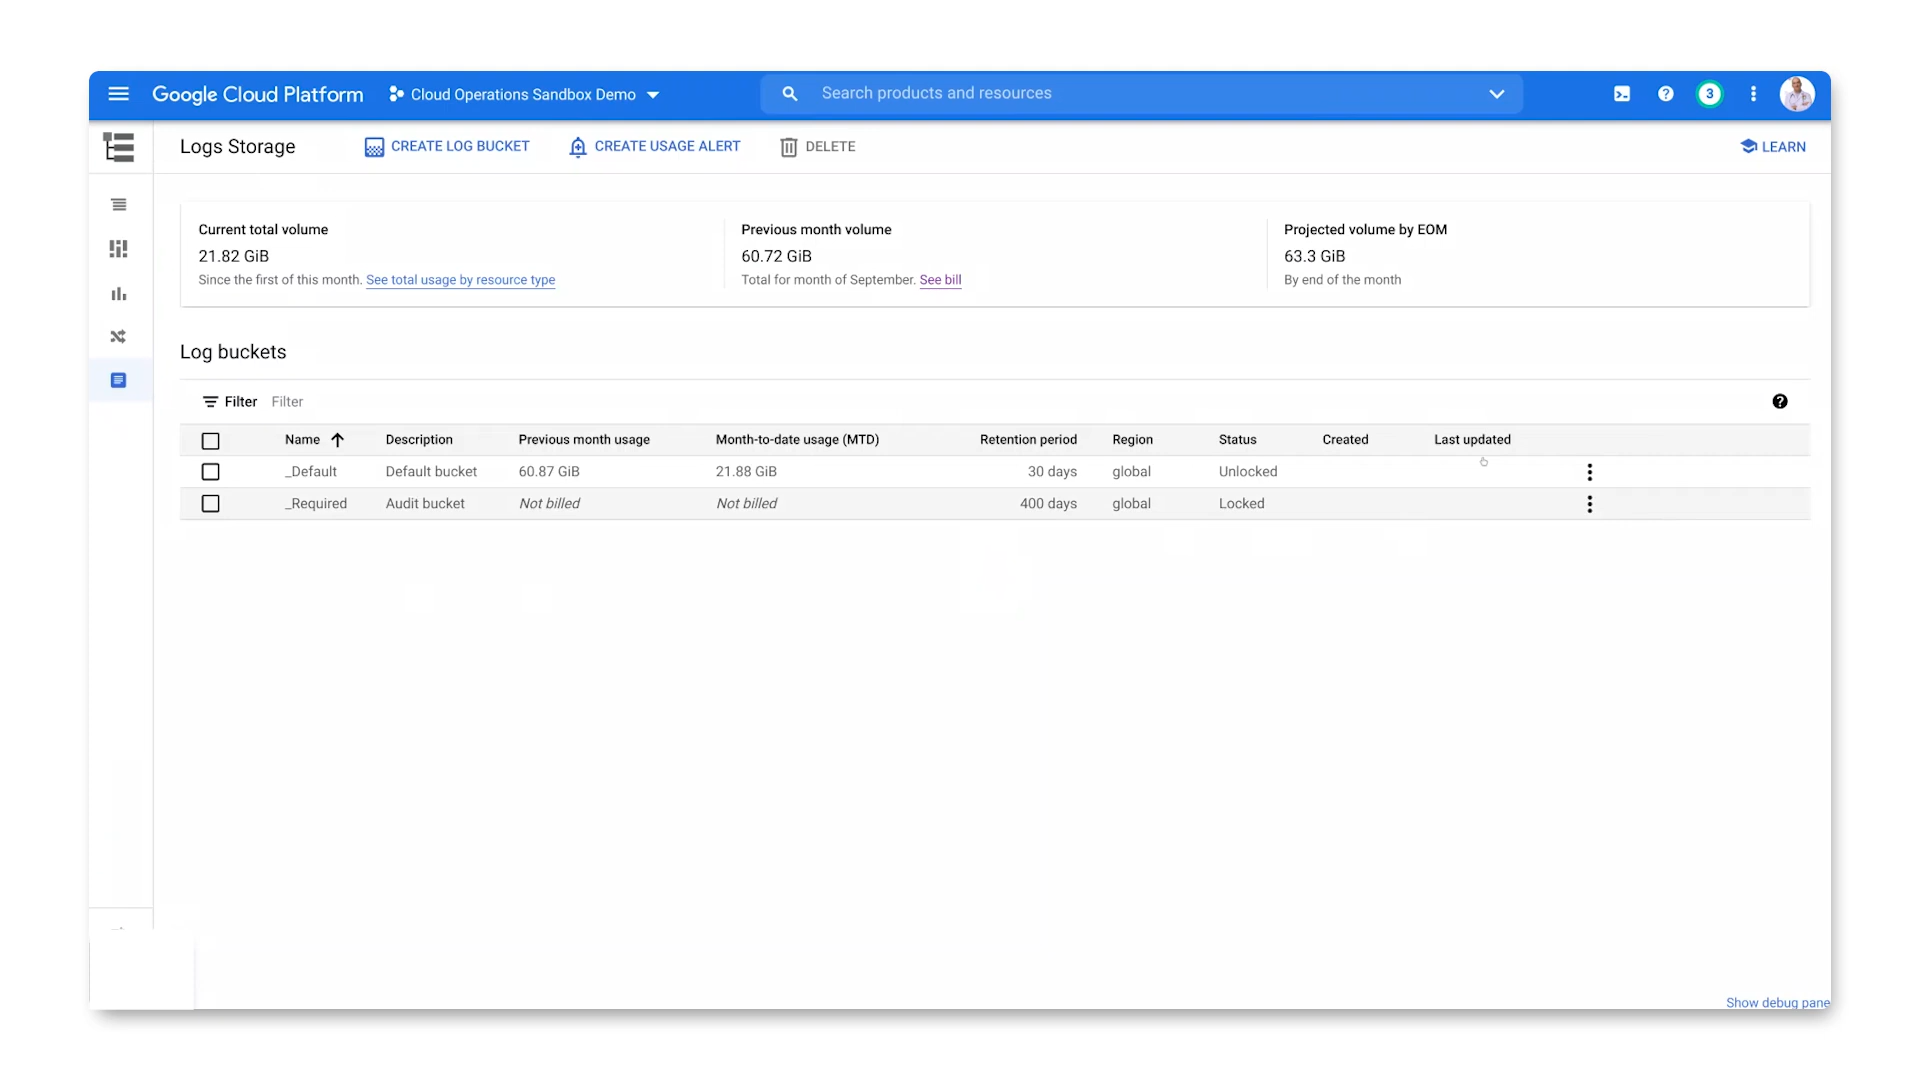 Google Cloud Platform Cloud Operations Sandbox Demo Search products and resources 3
Logs Storage CREATE LOG BUCKET CREATE USAGE ALERT DELETE LEARN
Current total volume Previous month volume Projected volume by EOM
21.82 GiB 60.72 GiB 63.3 GiB
Since the first of this month. See total usage by resource type Total for month of September. See bill By end of the month
Log buckets
Filter Filter
Name Description Previous month usage Month-to-date usage (MTD) Retention period Region Status Created Last updated
_Default Default bucket 60.87 GiB 21.88 GiB 30 days global Unlocked
_Required Audit bucket Not billed Not billed 400 days global Locked
Show debug pane